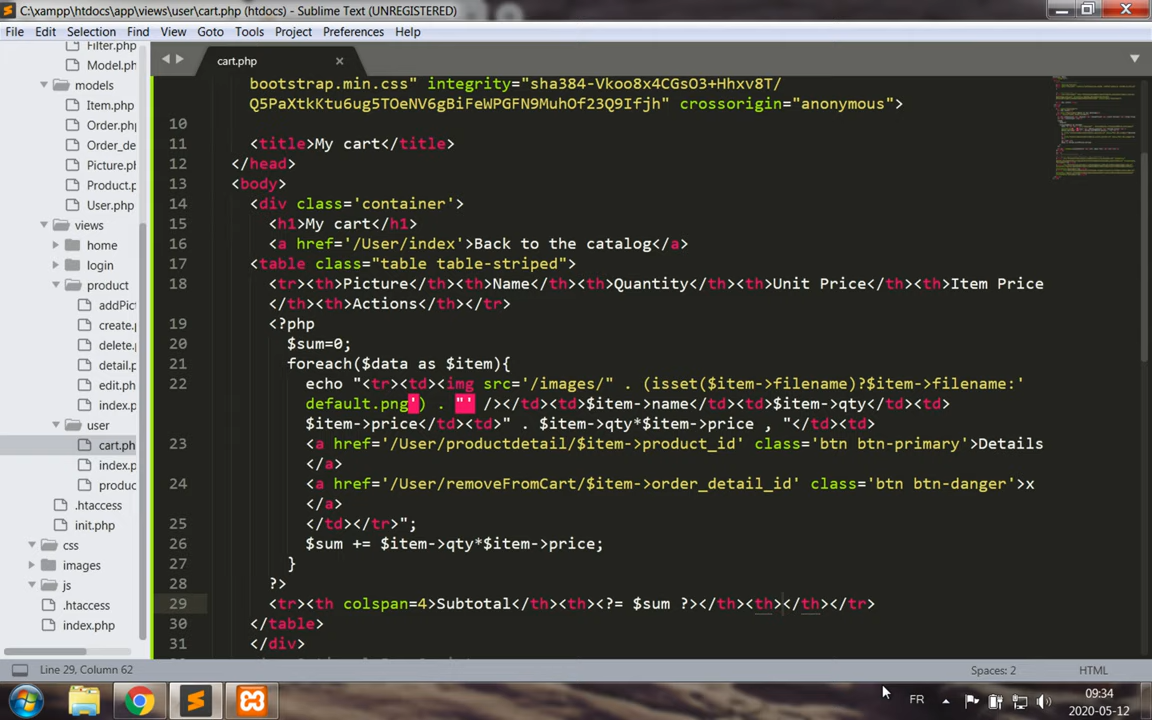 C:\xampp\htdocs\app\views\user\cart.php (htdocs) - Sublime Text (UNREGISTERED)
File Edit Selection Find View Goto Tools Project Preferences Help
Filter.php
Model.php
models
Item.php
Order.php
Order_de
Picture.ph
Product.p
User.php
views
home
login
product
addPict
create.p
delete.p
detail.p
edit.ph
index.p
user
cart.ph
index.p
produc
.htaccess
init.php
css
images
js
.htaccess
index.php
cart.php
bootstrap.min.css" integrity="sha384-Vkoo8x4CGsO3+Hhxv8T/
Q5PaXtkKtu6ug5TOeNV6gBiFeWPGFN9MuhOf23Q9Ifjh" crossorigin="anonymous">
10
11 <title>My cart</title>
12 </head>
13 <body>
14 <div class='container'>
15 <h1>My cart</h1>
16 <a href='/User/index'>Back to the catalog</a>
17 <table class="table table-striped">
18 <tr><th>Picture</th><th>Name</th><th>Quantity</th><th>Unit Price</th><th>Item Price
</th><th>Actions</th></tr>
19 <?php
20 $sum=0;
21 foreach($data as $item){
22 echo "<tr><td><img src='/images/" . (isset($item->filename)?$item->filename:'
default.png') . "' /></td><td>$item->name</td><td>$item->qty</td><td>
$item->price</td><td>" . $item->qty*$item->price , "</td><td>
23 <a href='/User/productdetail/$item->product_id' class='btn btn-primary'>Details
</a>
24 <a href='/User/removeFromCart/$item->order_detail_id' class='btn btn-danger'>x
</a>
25 </td></tr>";
26 $sum += $item->qty*$item->price;
27 }
28 ?>
29 <tr><th colspan=4>Subtotal</th><th><?= $sum ?></th><th></th></tr>
30 </table>
31 </div>
Line 29, Column 62 Spaces: 2 HTML
FR
09:34
2020-05-12